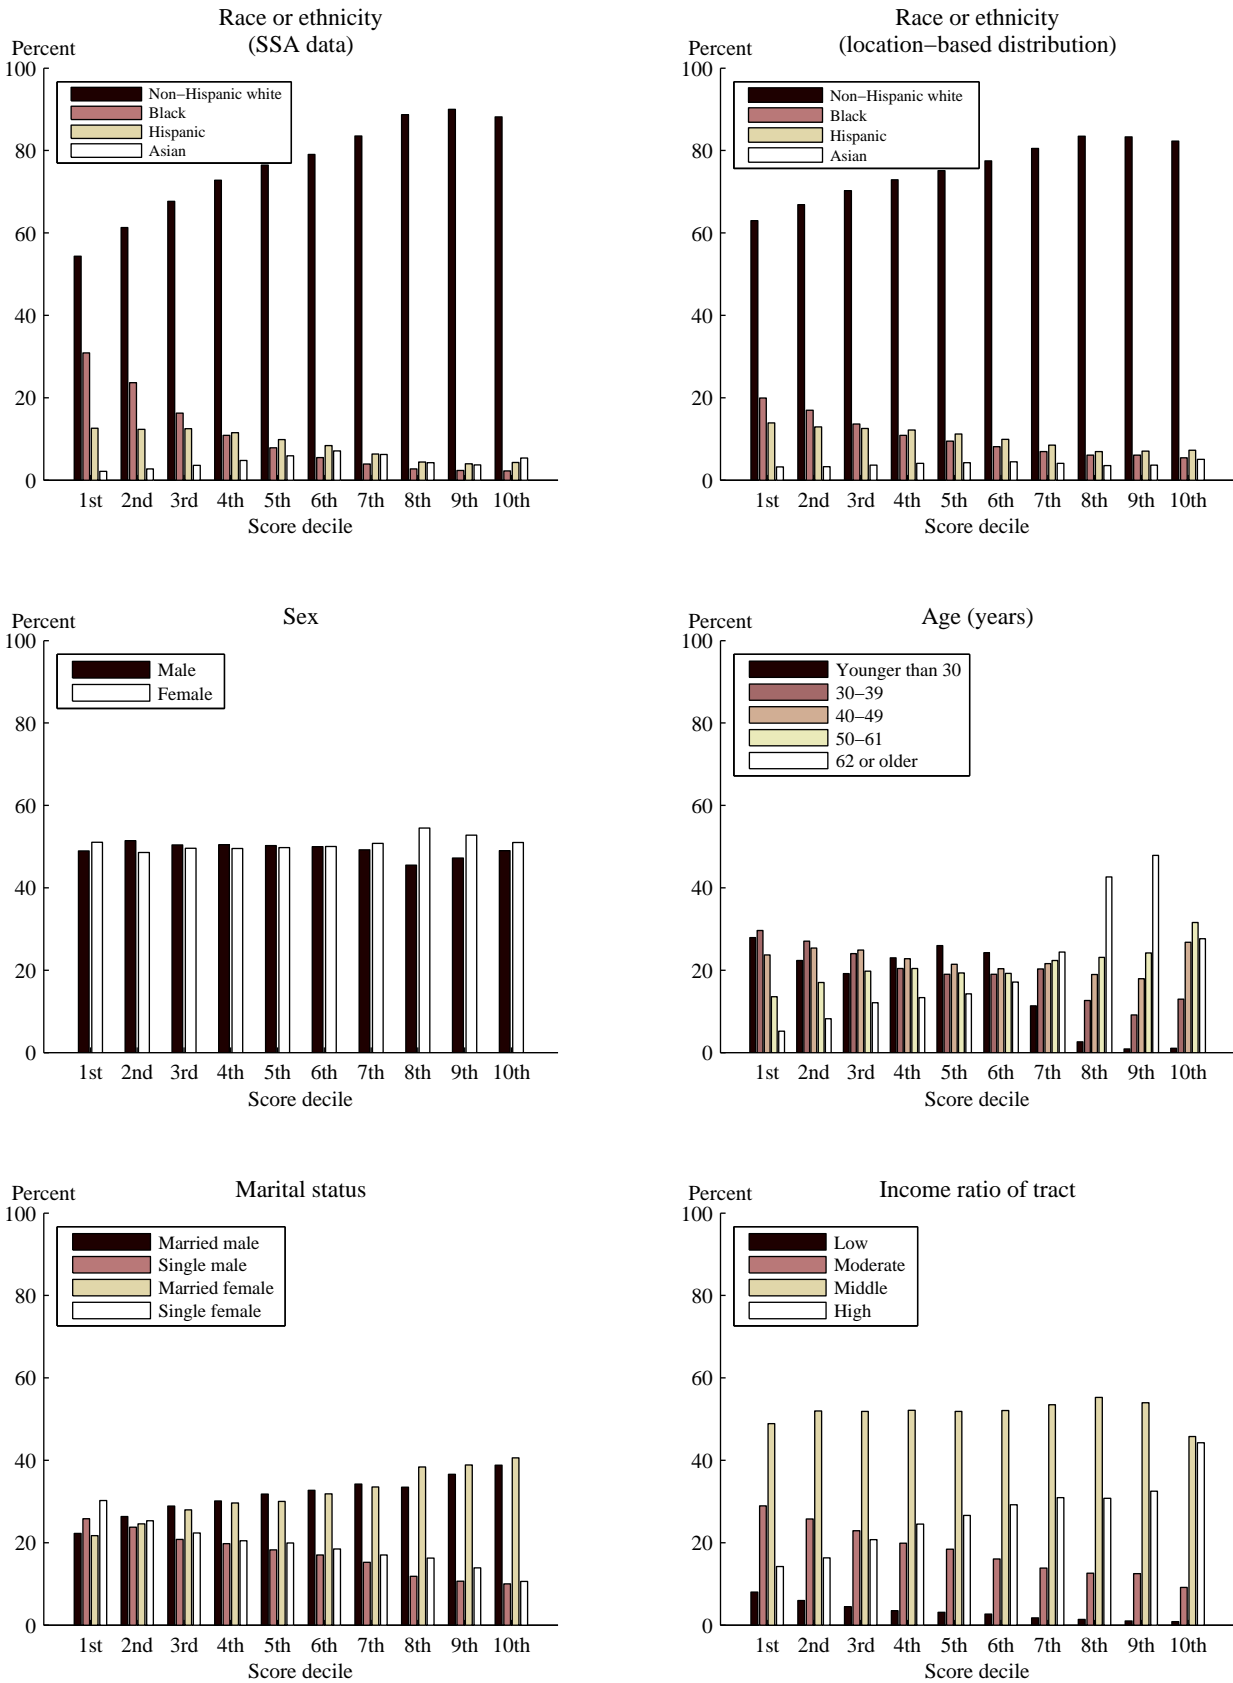 Race or ethnicity
(SSA data)
Percent
100
80
60
40
20
0
Non−Hispanic white
Black
Hispanic
Asian
1st 2nd 3rd 4th 5th 6th 7th 8th 9th 10th
Score decile
Race or ethnicity
(location−based distribution)
Percent
100
80
60
40
20
0
Non−Hispanic white
Black
Hispanic
Asian
1st 2nd 3rd 4th 5th 6th 7th 8th 9th 10th
Score decile
Sex
Percent
100
80
60
40
20
0
Male
Female
1st 2nd 3rd 4th 5th 6th 7th 8th 9th 10th
Score decile
Age (years)
Percent
100
80
60
40
20
0
Younger than 30
30−39
40−49
50−61
62 or older
1st 2nd 3rd 4th 5th 6th 7th 8th 9th 10th
Score decile
Marital status
Percent
100
80
60
40
20
0
Married male
Single male
Married female
Single female
1st 2nd 3rd 4th 5th 6th 7th 8th 9th 10th
Score decile
Income ratio of tract
Percent
100
80
60
40
20
0
Low
Moderate
Middle
High
1st 2nd 3rd 4th 5th 6th 7th 8th 9th 10th
Score decile